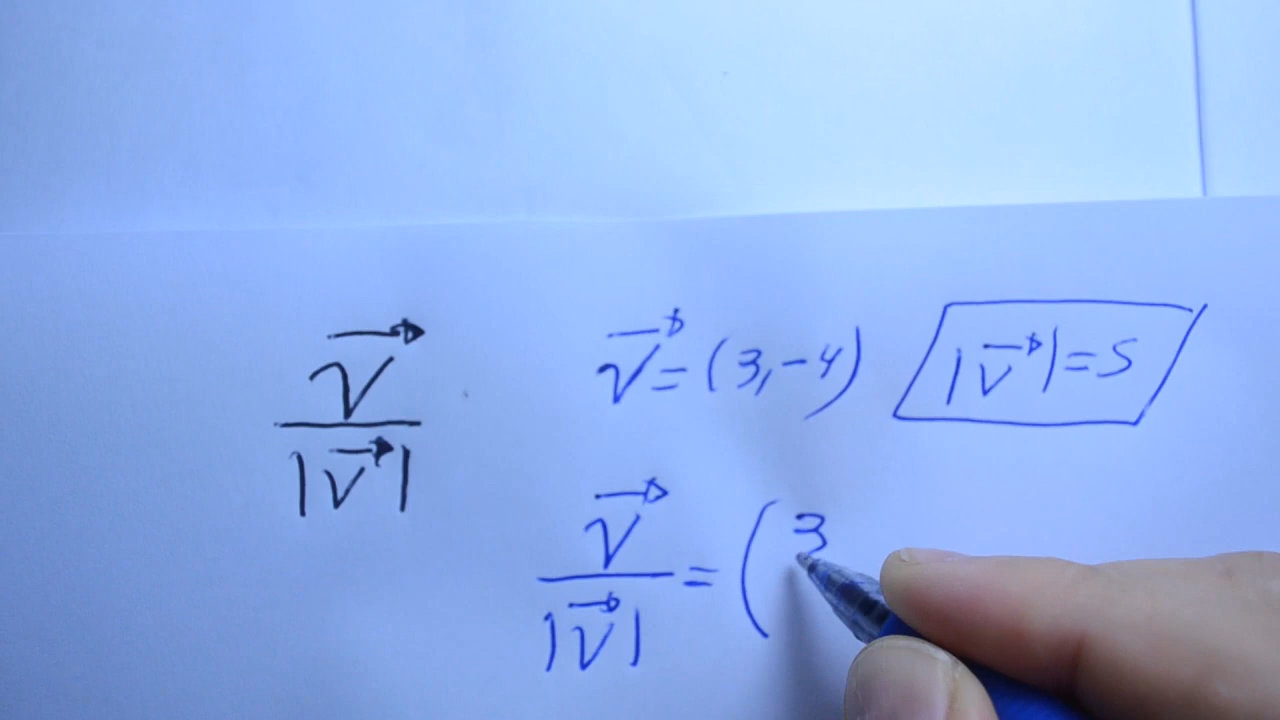 v⃗ / |v⃗|
v⃗ = (3, -4) |v⃗| = 5
v⃗ / |v⃗| = ( 3